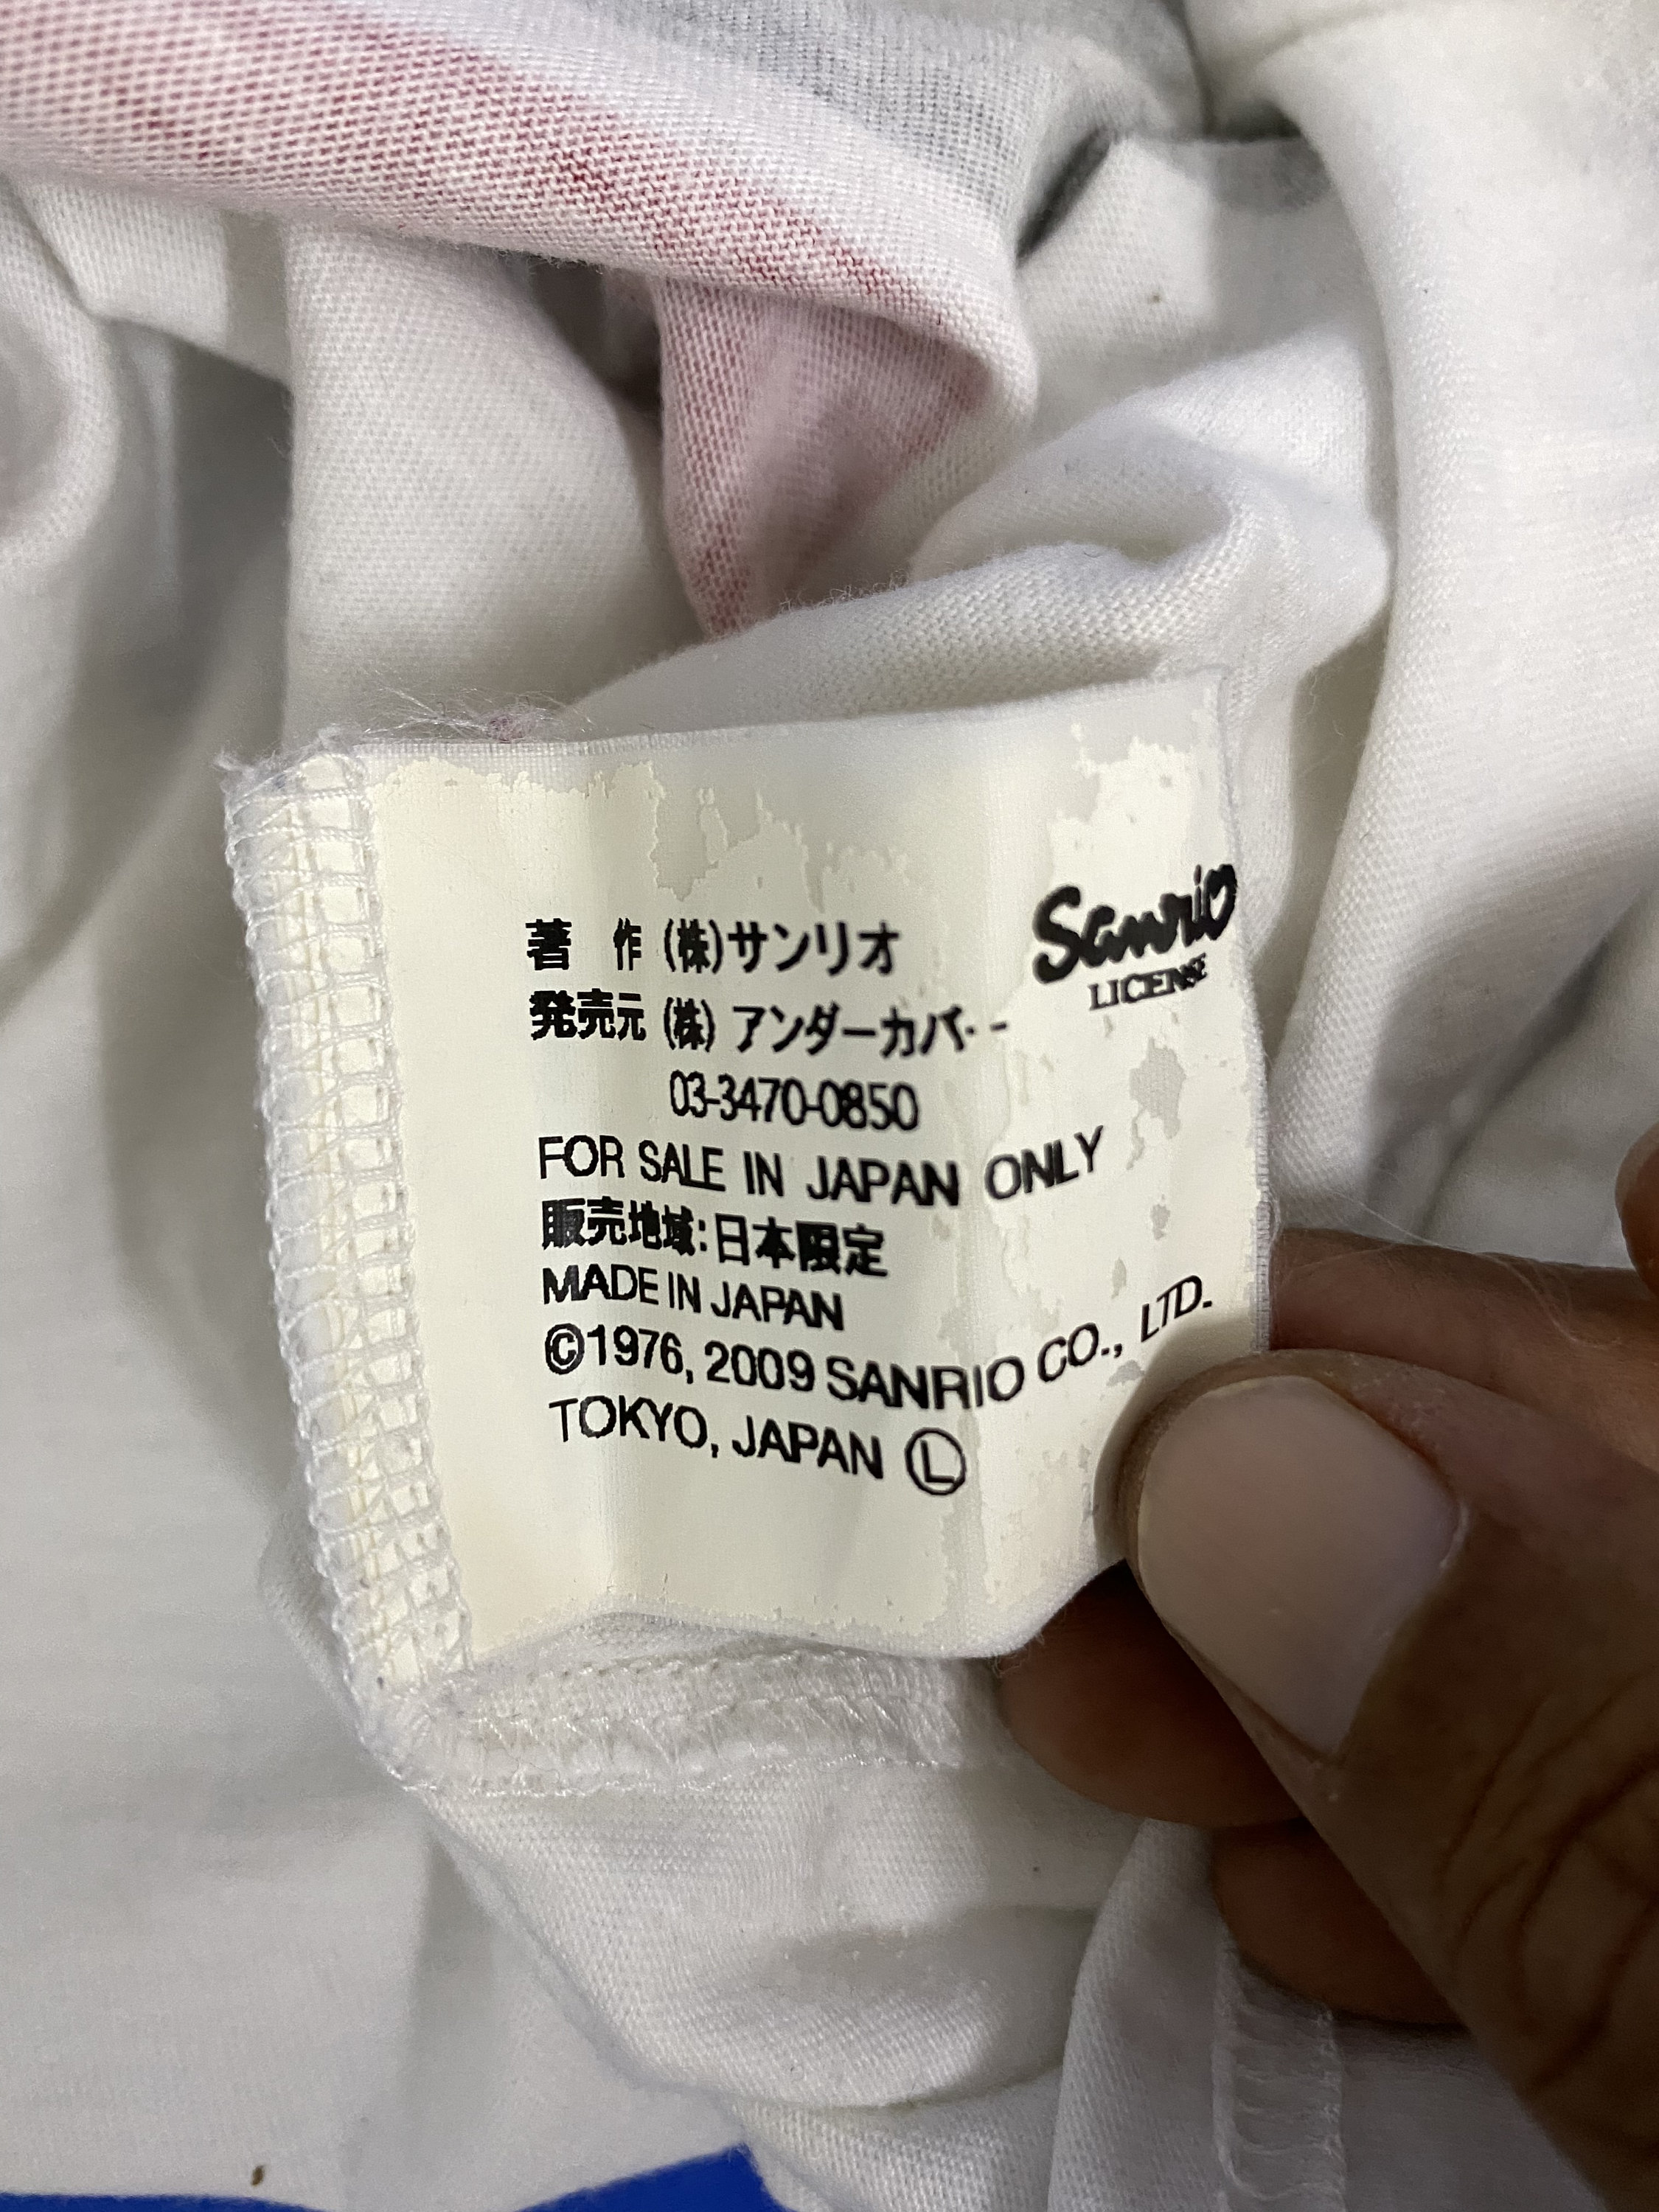 Sanrio
LICENSE
著 作 (株)サンリオ
発売元 (株) アンダーカバ--
03-3470-0850
FOR SALE IN JAPAN ONLY
販売地域:日本限定
MADE IN JAPAN
©1976, 2009 SANRIO CO., LTD.
TOKYO, JAPAN Ⓛ